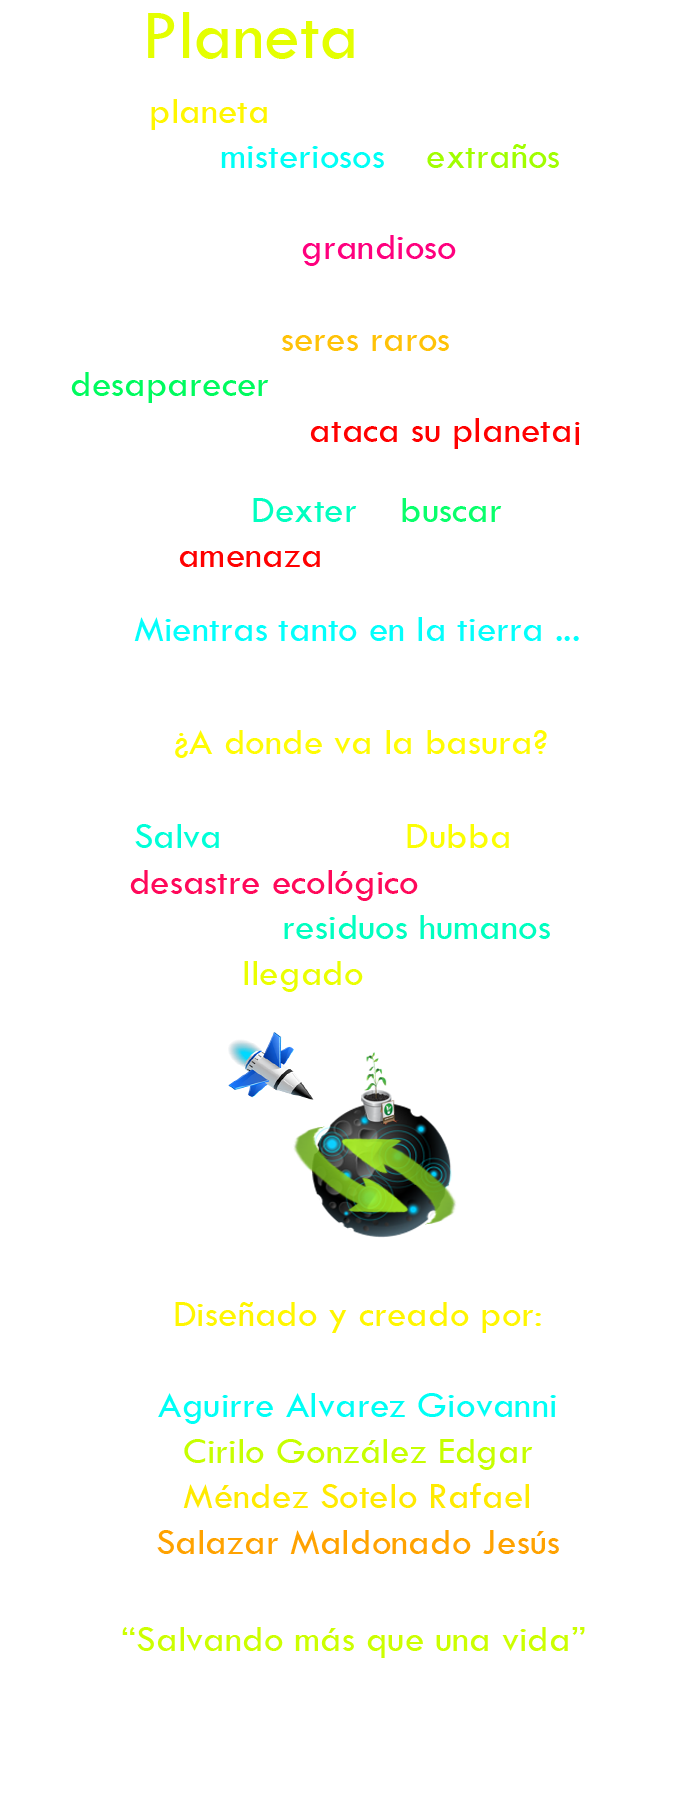 Planeta
planeta
misteriosos extraños
grandioso
seres raros
desaparecer
ataca su planeta¡
Dexter buscar
amenaza
Mientras tanto en la tierra ...
¿A donde va la basura?
Salva Dubba
desastre ecológico
residuos humanos
llegado
Diseñado y creado por:
Aguirre Alvarez Giovanni
Cirilo González Edgar
Méndez Sotelo Rafael
Salazar Maldonado Jesús
“Salvando más que una vida”